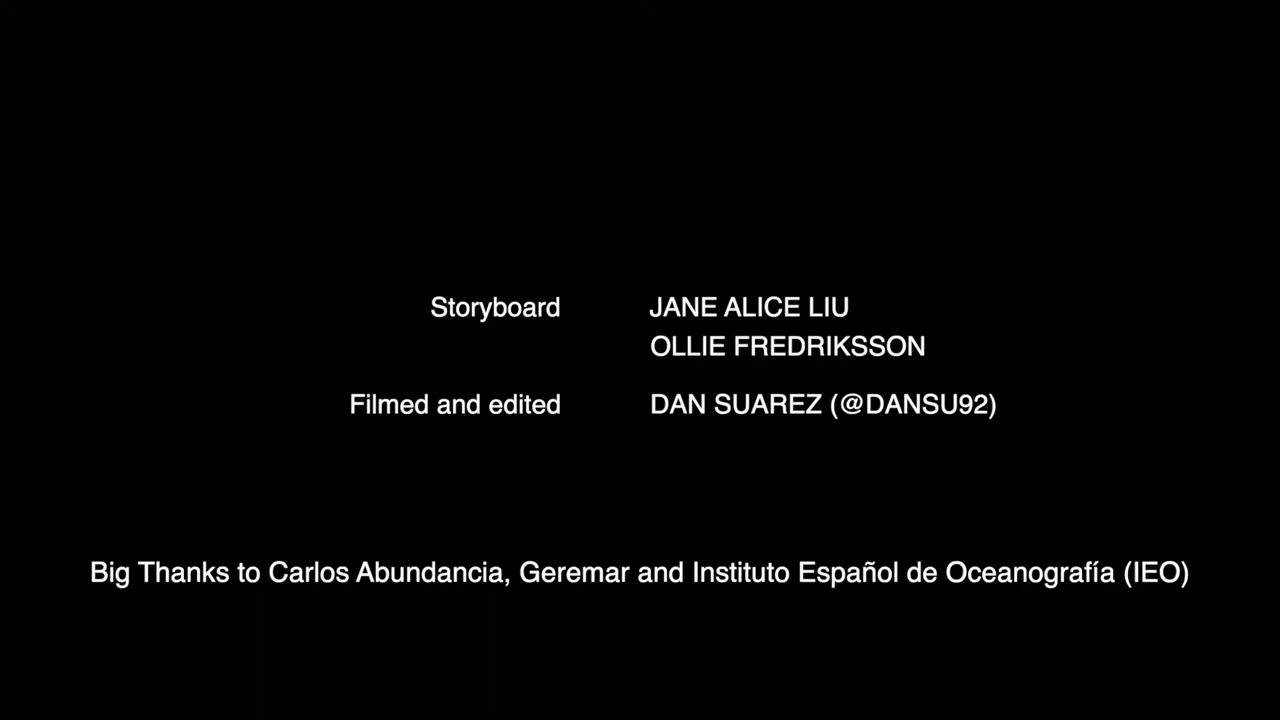 Storyboard JANE ALICE LIU
OLLIE FREDRIKSSON
Filmed and edited DAN SUAREZ (@DANSU92)
Big Thanks to Carlos Abundancia, Geremar and Instituto Español de Oceanografía (IEO)